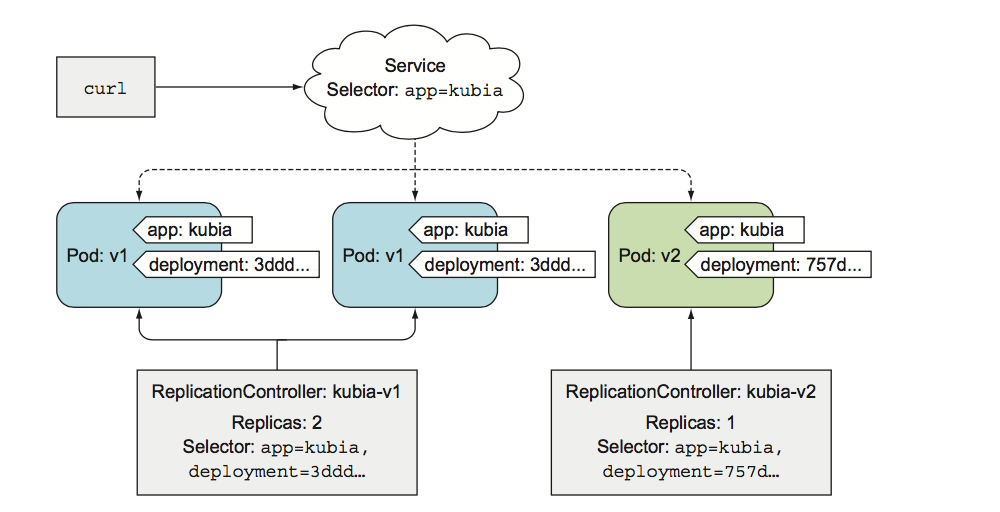 curl
Service
Selector: app=kubia
Pod: v1
app: kubia
deployment: 3ddd...
Pod: v1
app: kubia
deployment: 3ddd...
Pod: v2
app: kubia
deployment: 757d...
ReplicationController: kubia-v1
Replicas: 2
Selector: app=kubia,
deployment=3ddd…
ReplicationController: kubia-v2
Replicas: 1
Selector: app=kubia,
deployment=757d…